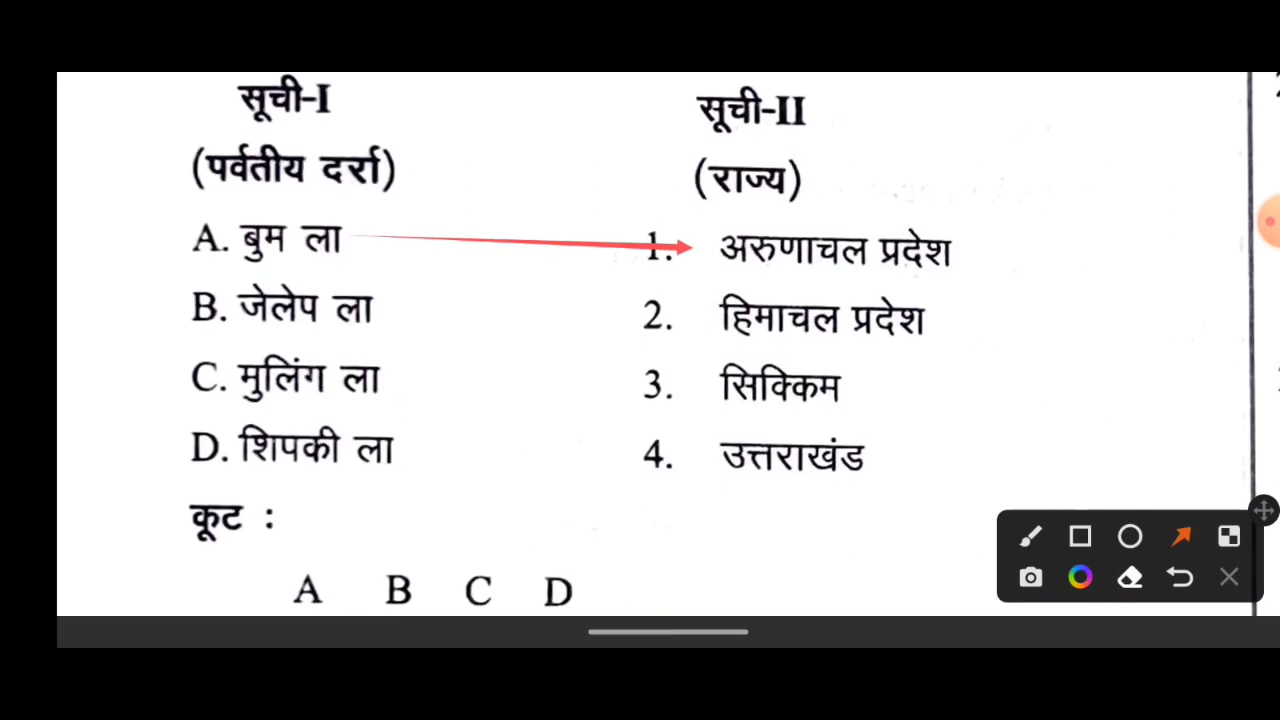 सूची-I
सूची-II
(पर्वतीय दर्रा)
(राज्य)
A. बुम ला
1. अरुणाचल प्रदेश
B. जेलेप ला
2. हिमाचल प्रदेश
C. मुलिंग ला
3. सिक्किम
D. शिपकी ला
4. उत्तराखंड
कूट :
A B C D